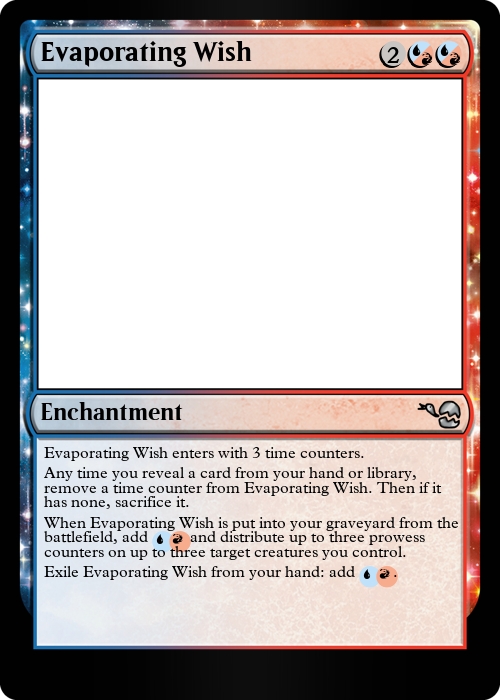 Evaporating Wish 2
Enchantment
Evaporating Wish enters with 3 time counters.
Any time you reveal a card from your hand or library,
remove a time counter from Evaporating Wish. Then if it
has none, sacrifice it.
When Evaporating Wish is put into your graveyard from the
battlefield, add and distribute up to three prowess
counters on up to three target creatures you control.
Exile Evaporating Wish from your hand: add .